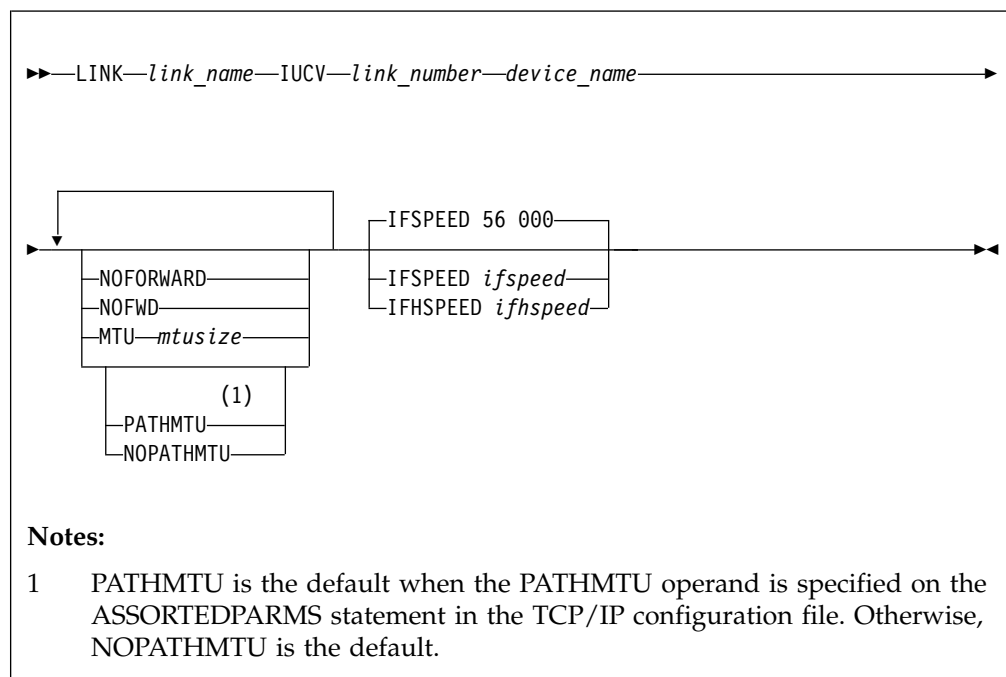 LINK link_name IUCV link_number device_name
IFSPEED 56 000
NOFORWARD
IFSPEED ifspeed
NOFWD
IFHSPEED ifhspeed
MTU mtusize
(1)
PATHMTU
NOPATHMTU
Notes:
1 PATHMTU is the default when the PATHMTU operand is specified on the
ASSORTEDPARMS statement in the TCP/IP configuration file. Otherwise,
NOPATHMTU is the default.